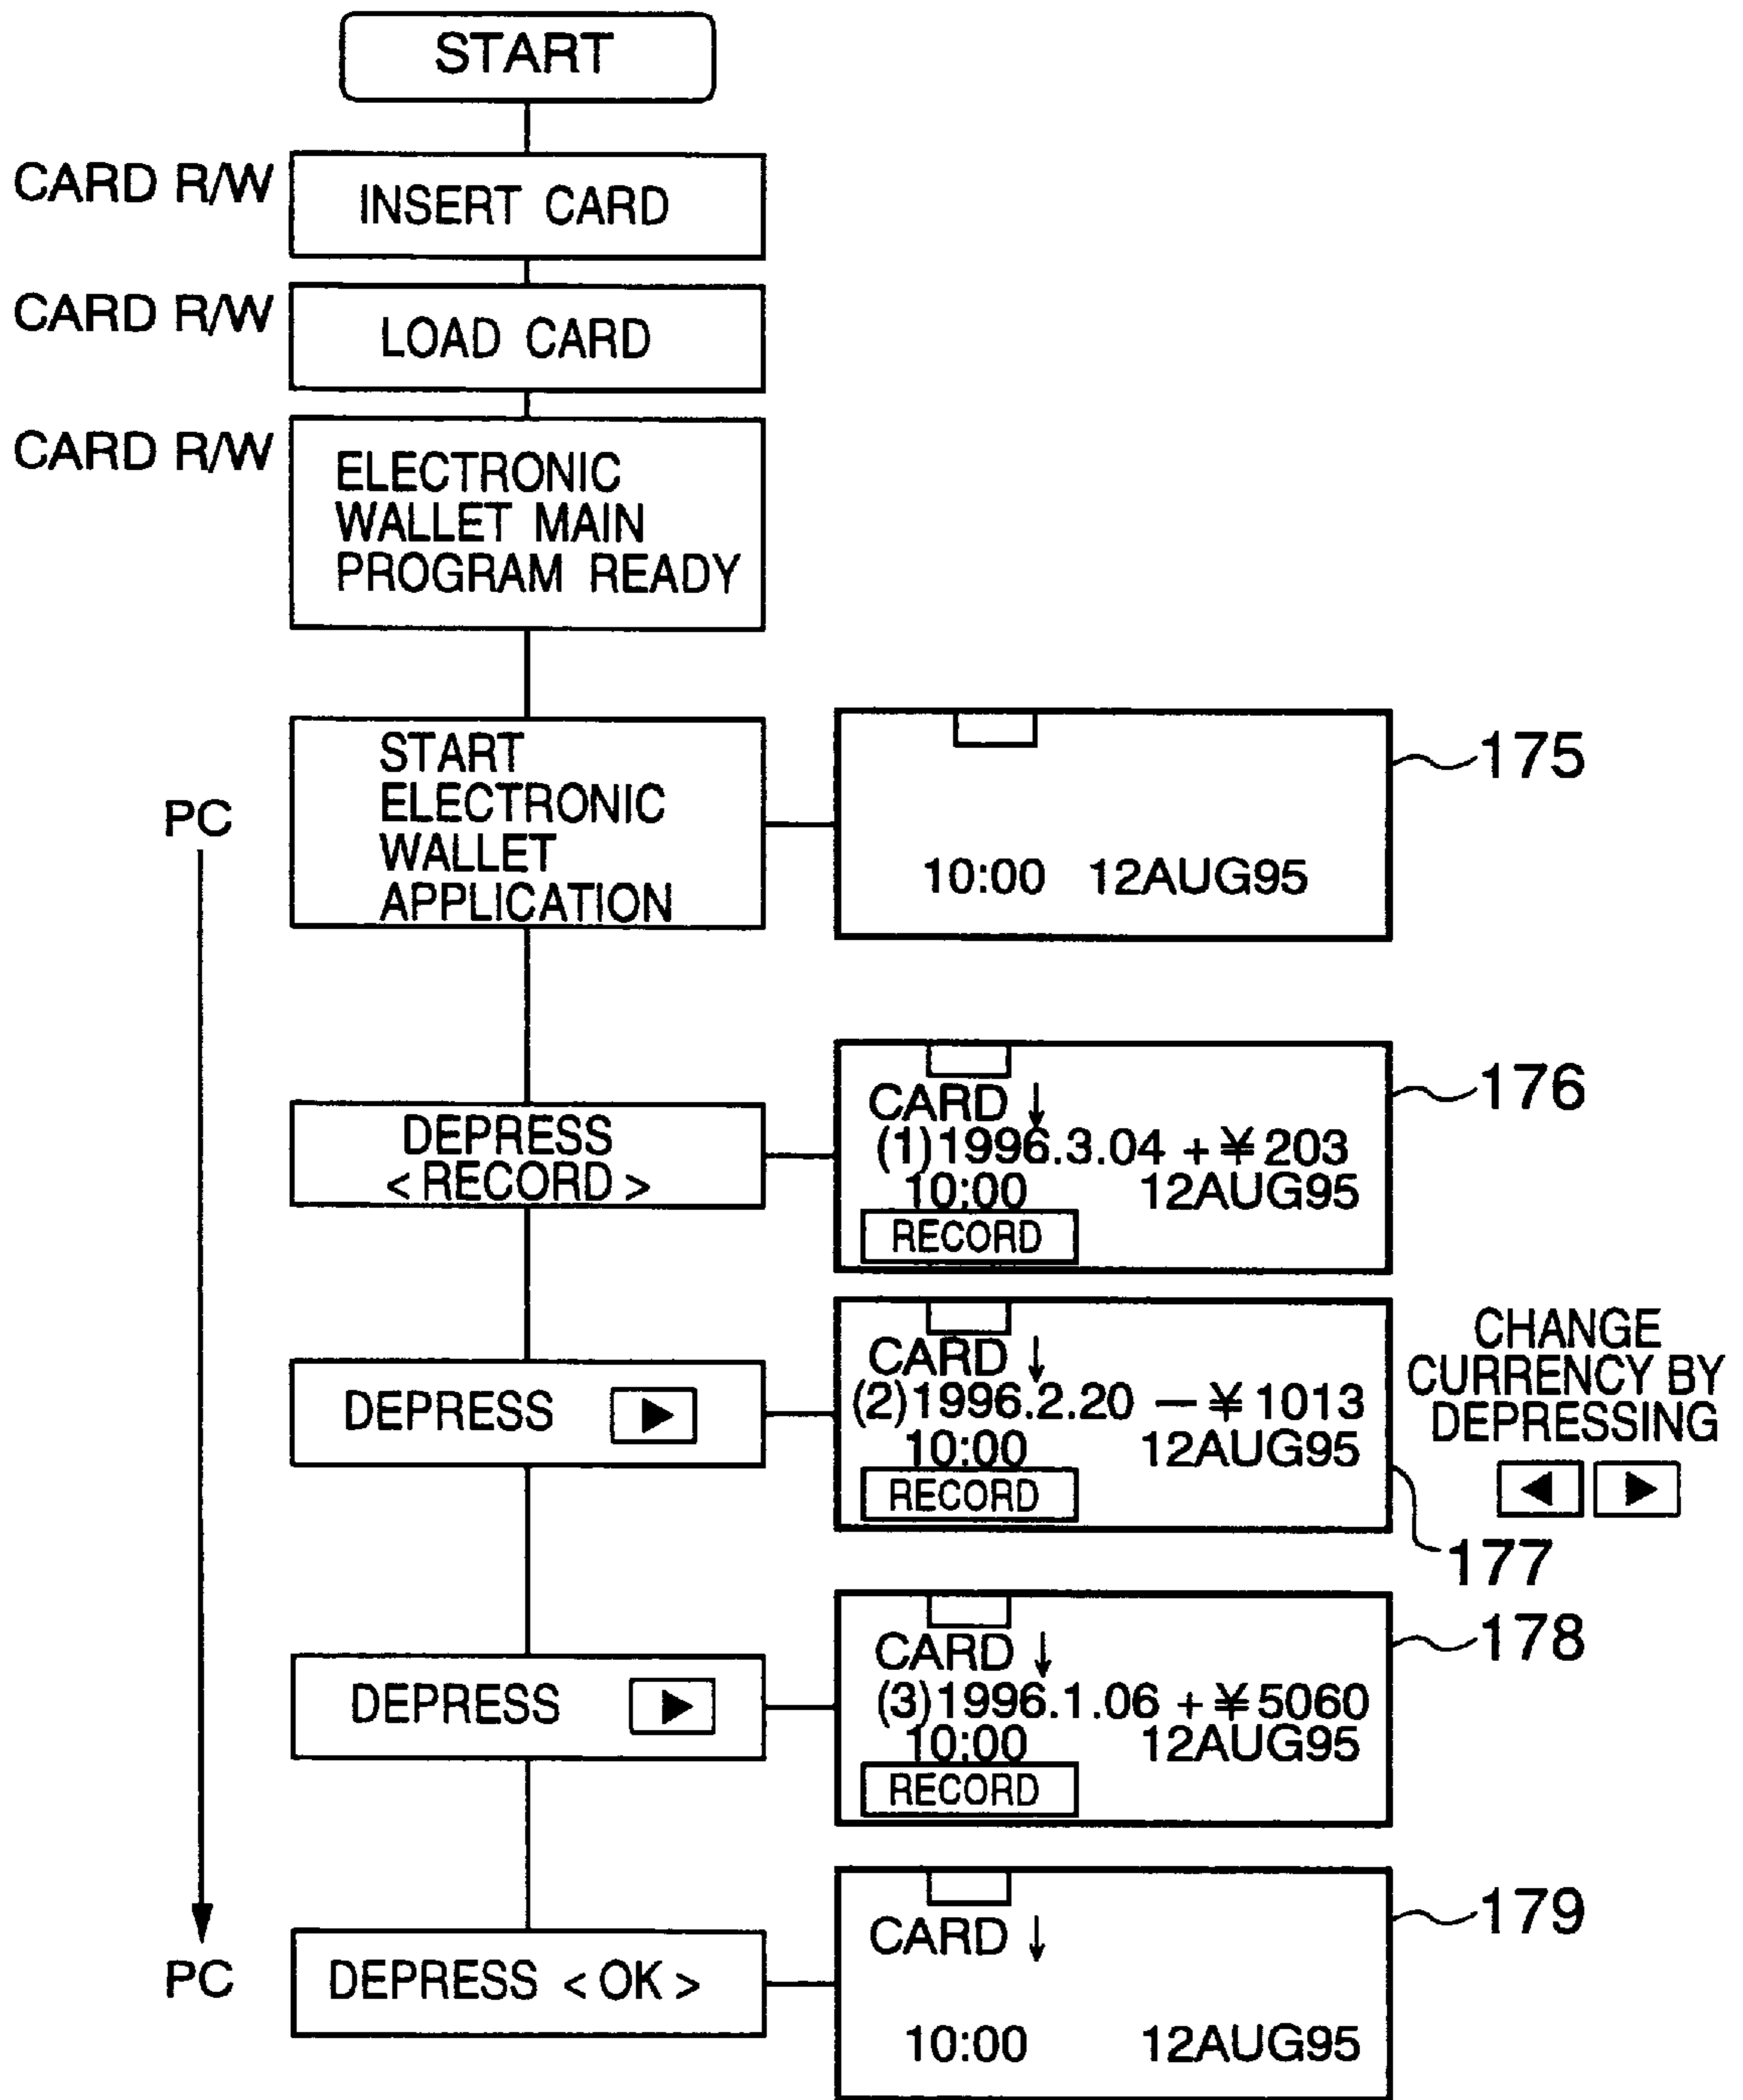 START
CARD R/W
INSERT CARD
CARD R/W
LOAD CARD
CARD R/W
ELECTRONIC
WALLET MAIN
PROGRAM READY
PC
START
ELECTRONIC
WALLET
APPLICATION
10:00 12AUG95
175
DEPRESS
< RECORD >
CARD ↓
(1)1996.3.04 + ¥ 203
10:00 12AUG95
RECORD
176
DEPRESS ▶
CARD ↓
(2)1996.2.20 — ¥ 1013
10:00 12AUG95
RECORD
CHANGE
CURRENCY BY
DEPRESSING
◀ ▶
177
DEPRESS ▶
CARD ↓
(3)1996.1.06 + ¥ 5060
10:00 12AUG95
RECORD
178
PC
DEPRESS < OK >
CARD ↓
10:00 12AUG95
179